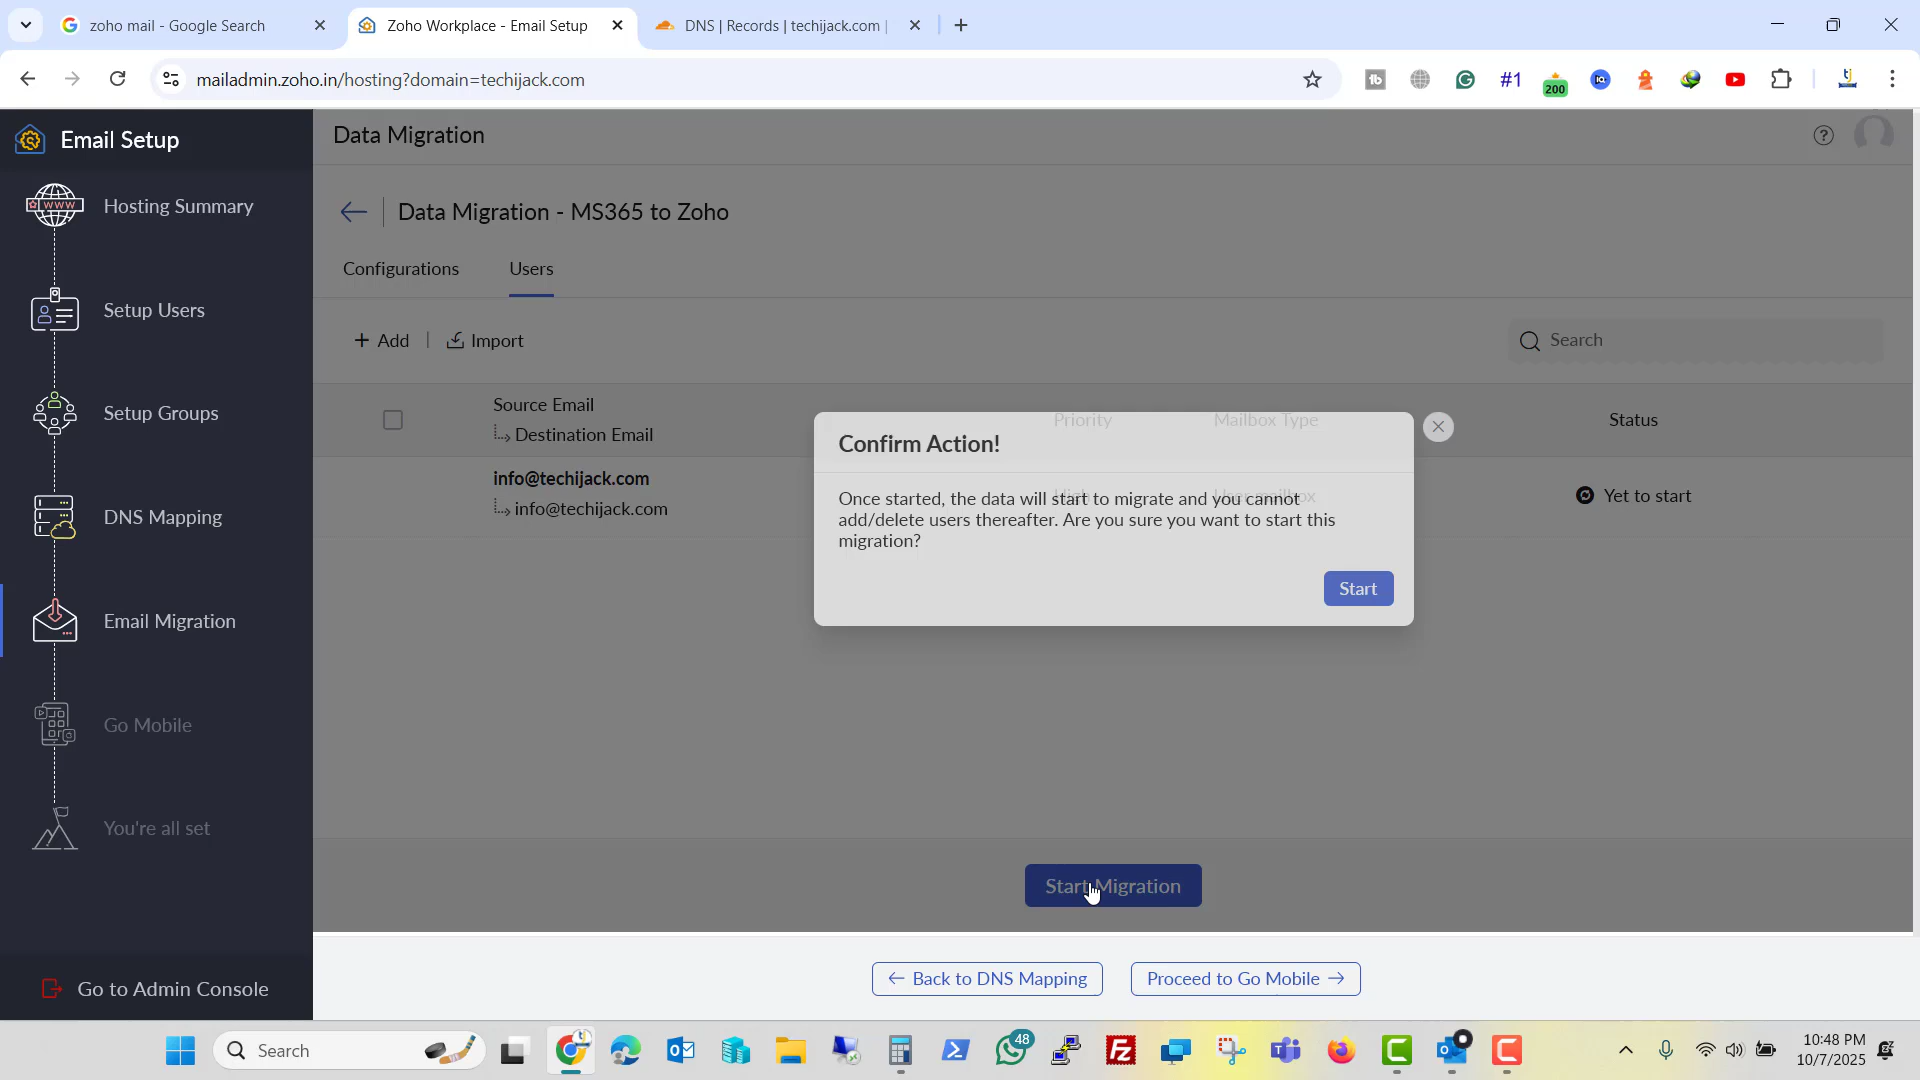 zoho mail - Google Search
Zoho Workplace - Email Setup
DNS | Records | techijack.com |
mailadmin.zoho.in/hosting?domain=techijack.com
#1
200
Email Setup
Data Migration
Hosting Summary
Data Migration - MS365 to Zoho
Configurations
Users
Setup Users
+ Add
Import
Search
Setup Groups
Source Email
Destination Email
Priority
Mailbox Type
Status
info@techijack.com
info@techijack.com
High
User mailbox
Yet to start
Confirm Action!
Once started, the data will start to migrate and you cannot
add/delete users thereafter. Are you sure you want to start this
migration?
Start
DNS Mapping
Email Migration
Go Mobile
You're all set
Start Migration
Back to DNS Mapping
Proceed to Go Mobile
Go to Admin Console
Search
48
10:48 PM
10/7/2025